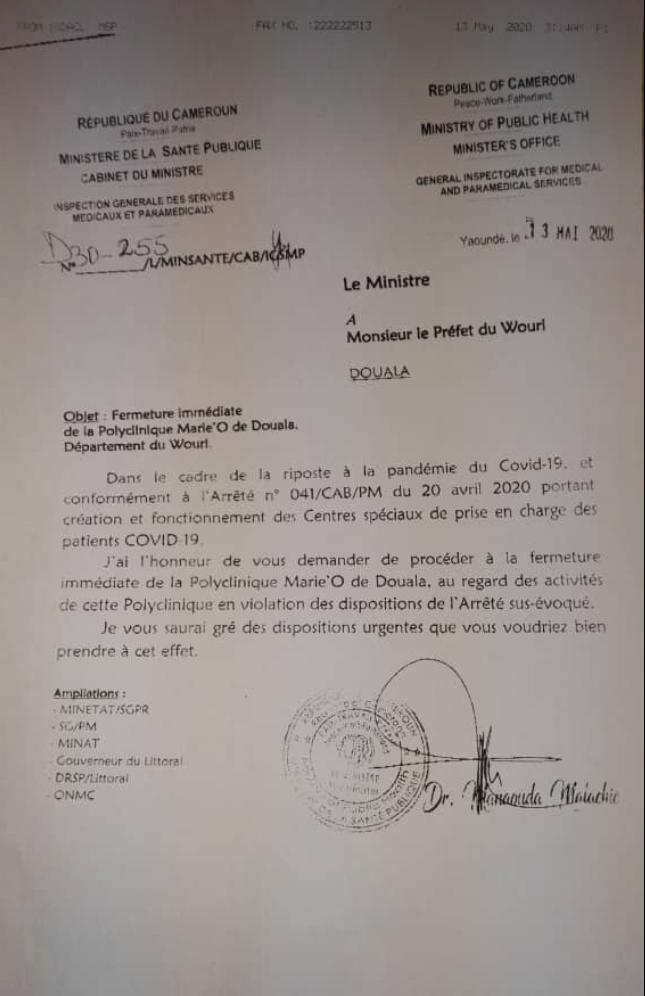 FAX NO. :222222513
13 May 2020
RÉPUBLIQUE DU CAMEROUN
Paix-Travail Patrie
MINISTERE DE LA SANTE PUBLIQUE
CABINET DU MINISTRE
INSPECTION GENERALE DES SERVICES
MEDICAUX ET PARAMEDICAUX
D30-255
N° /L/MINSANTE/CAB/IGSMP
REPUBLIC OF CAMEROON
Peace-Work-Fatherland
MINISTRY OF PUBLIC HEALTH
MINISTER'S OFFICE
GENERAL INSPECTORATE FOR MEDICAL
AND PARAMEDICAL SERVICES
Yaoundé, le 13 MAI 2020
Le Ministre
A
Monsieur le Préfet du Wouri
DOUALA
Objet : Fermeture immédiate
de la Polyclinique Marie'O de Douala.
Département du Wouri.
Dans le cadre de la riposte à la pandémie du Covid-19, et
conformément à l'Arrêté n° 041/CAB/PM du 20 avril 2020 portant
création et fonctionnement des Centres spéciaux de prise en charge des
patients COVID-19.
J'ai l'honneur de vous demander de procéder à la fermeture
immédiate de la Polyclinique Marie'O de Douala, au regard des activités
de cette Polyclinique en violation des dispositions de l'Arrêté sus-évoqué.
Je vous saurai gré des dispositions urgentes que vous voudriez bien
prendre à cet effet.
Ampliations :
- MINETAT/SGPR
- SG/PM
- MINAT
- Gouverneur du Littoral
- DRSP/Littoral
- ONMC
Dr. Manaouda Malachie